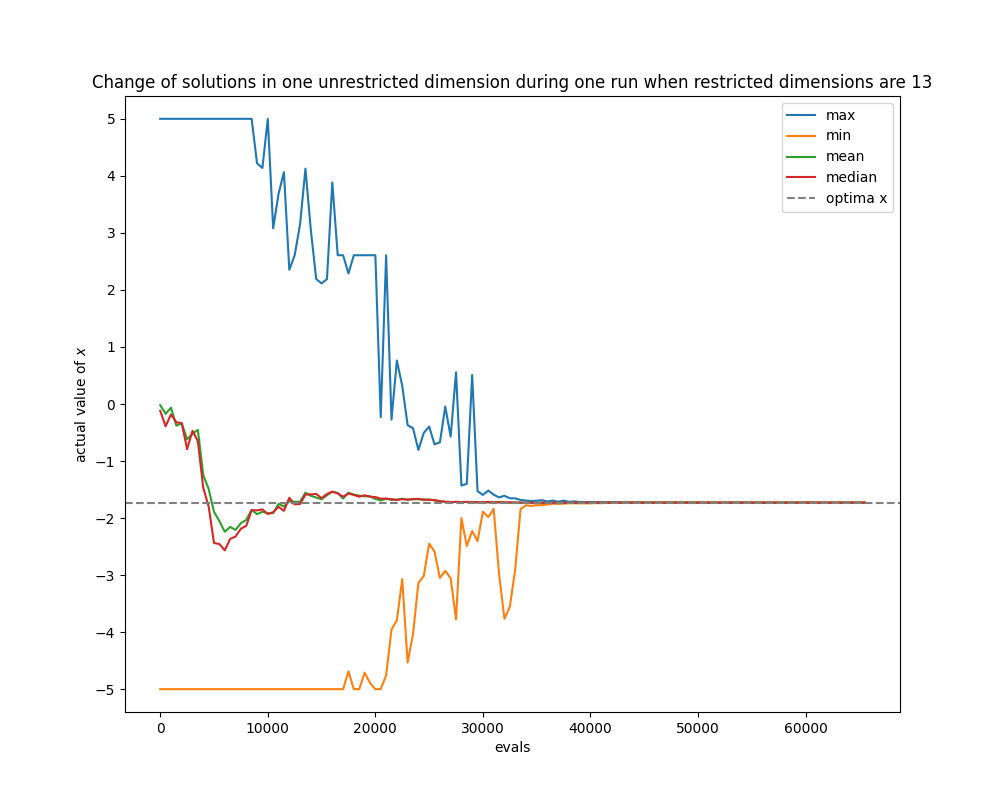 Change of solutions in one unrestricted dimension during one run when restricted dimensions are 13
max
min
mean
median
optima x
5
4
3
2
1
0
−1
−2
−3
−4
−5
actual value of x
0 10000 20000 30000 40000 50000 60000
evals